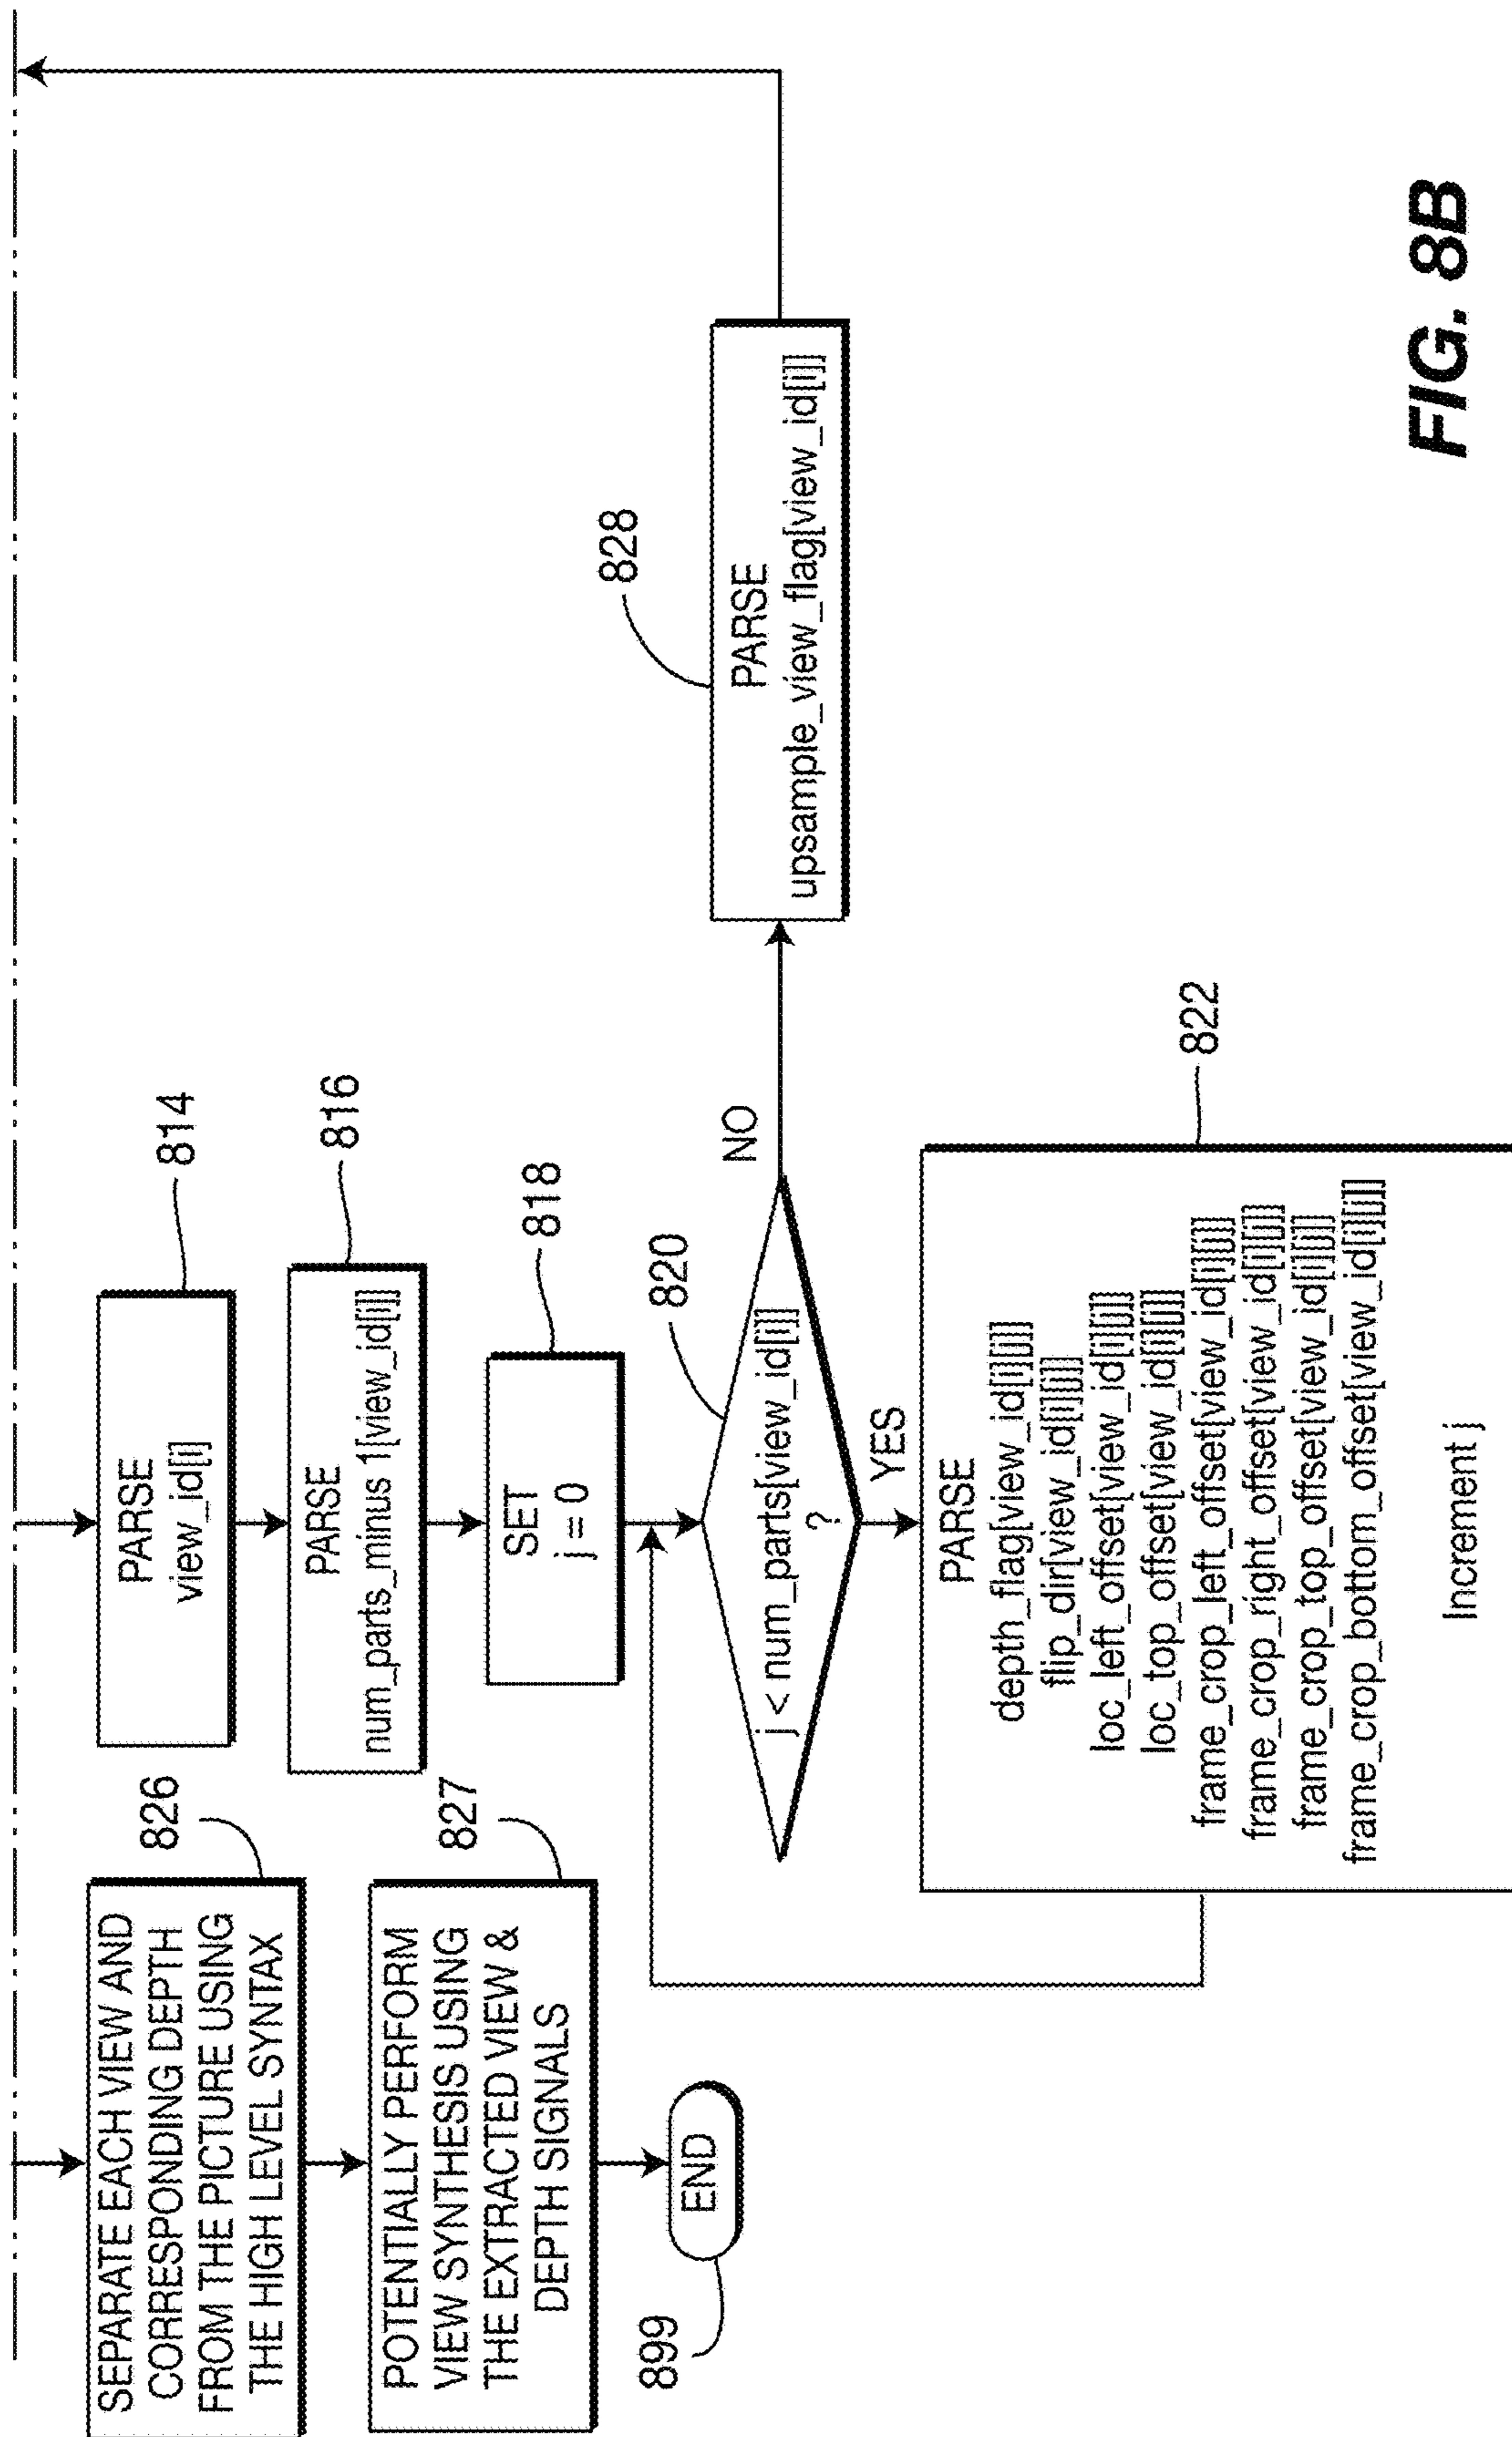 SEPARATE EACH VIEW AND
CORRESPONDING DEPTH
FROM THE PICTURE USING
THE HIGH LEVEL SYNTAX
826
POTENTIALLY PERFORM
VIEW SYNTHESIS USING
THE EXTRACTED VIEW &
DEPTH SIGNALS
827
END
899
PARSE
view_id[i]
814
PARSE
num_parts_minus 1[view_id[i]]
816
SET
j = 0
818
j < num_parts[view_id[i]]
?
820
NO
YES
PARSE
depth_flag[view_id[i][j]]
flip_dir[view_id[i][j]]
loc_left_offset[view_id[i][j]]
loc_top_offset[view_id[i][j]]
frame_crop_left_offset[view_id[i][j]]
frame_crop_right_offset[view_id[i][j]]
frame_crop_top_offset[view_id[i][j]]
frame_crop_bottom_offset[view_id[i][j]]
Increment j
822
PARSE
upsample_view_flag[view_id[i]]
828
FIG. 8B